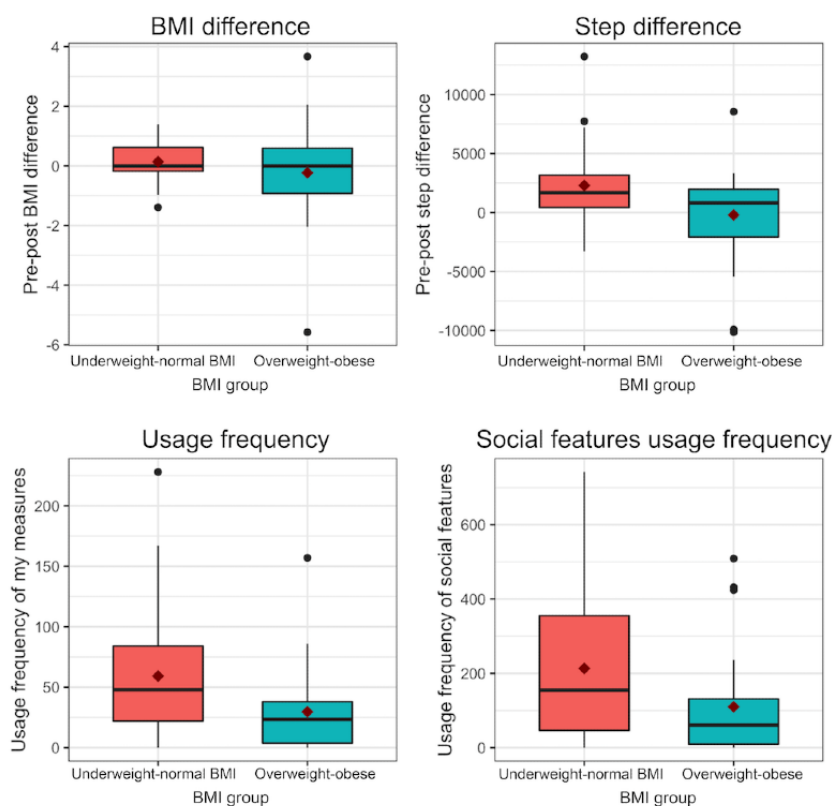 BMI difference
Pre-post BMI difference
4
2
0
-2
-4
-6
Underweight-normal BMI Overweight-obese
BMI group
Step difference
Pre-post step difference
10000
5000
0
-5000
-10000
Underweight-normal BMI Overweight-obese
BMI group
Usage frequency
Usage frequency of my measures
200
150
100
50
0
Underweight-normal BMI Overweight-obese
BMI group
Social features usage frequency
Usage frequency of social features
600
400
200
0
Underweight-normal BMI Overweight-obese
BMI group